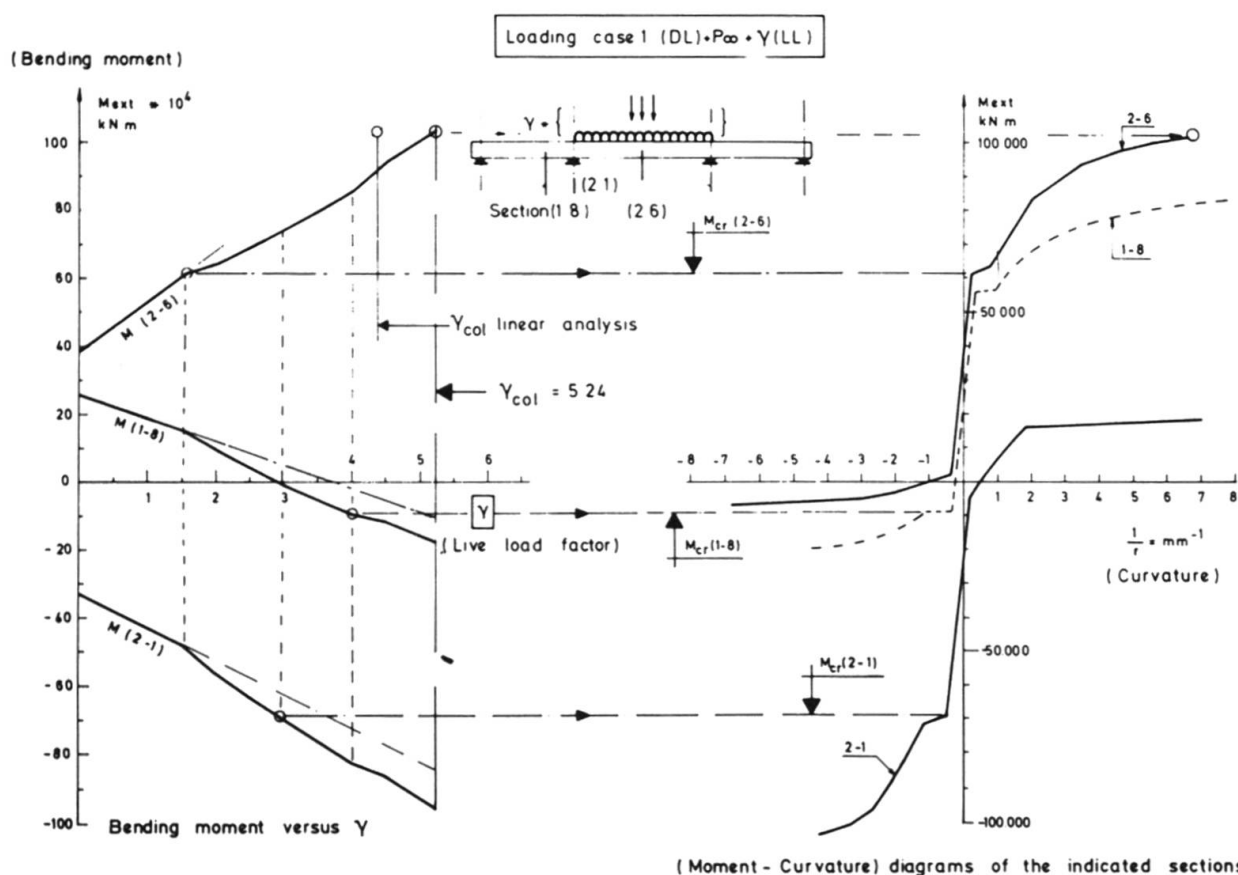 Loading case 1 (DL)+P∞ + γ(LL)
(Bending moment)
Mext * 10⁴
kN m
γ =
(2 1)
Section(1 8) (2 6)
100
80
60
40
20
0
-20
-40
-60
-80
-100
M (2-6)
M (1-8)
M (2-1)
1 2 3 4 5 6
γcol linear analysis
γcol = 5 24
γ
(Live load factor)
Bending moment versus γ
Mcr (2-6)
Mcr(1-8)
Mcr(2-1)
Mext
kN m
100 000
50 000
-50 000
-100 000
2-6
1-8
2-1
-8 -7 -6 -5 -4 -3 -2 -1
0 1 2 3 4 5 6 7 8
1/r = mm⁻¹
(Curvature)
(Moment - Curvature) diagrams of the indicated sections